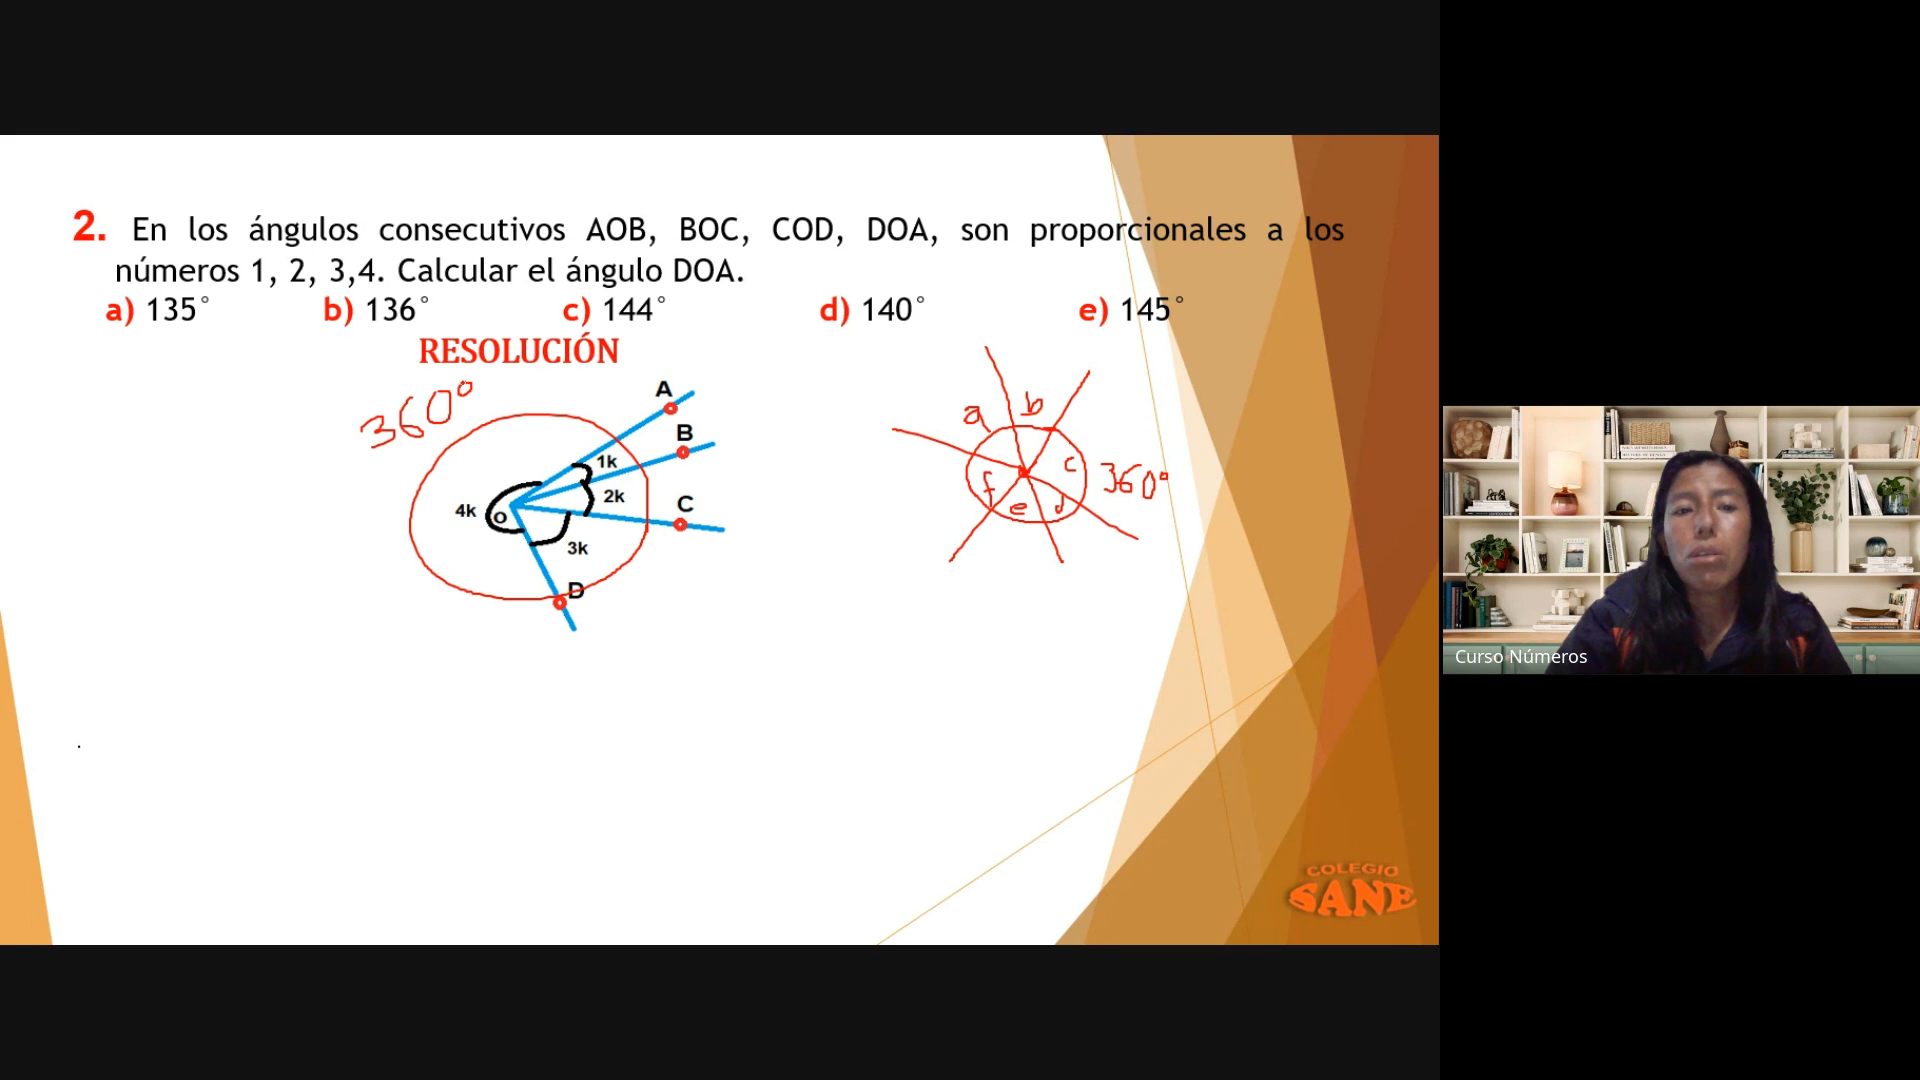 2. En los ángulos consecutivos AOB, BOC, COD, DOA, son proporcionales a los
números 1, 2, 3,4. Calcular el ángulo DOA.
a) 135° b) 136° c) 144° d) 140° e) 145°
RESOLUCIÓN
360°
A
B
1k
2k
C
4k
O
3k
D
a b
c
360°
f
e d
Curso Números
COLEGIO
SANE